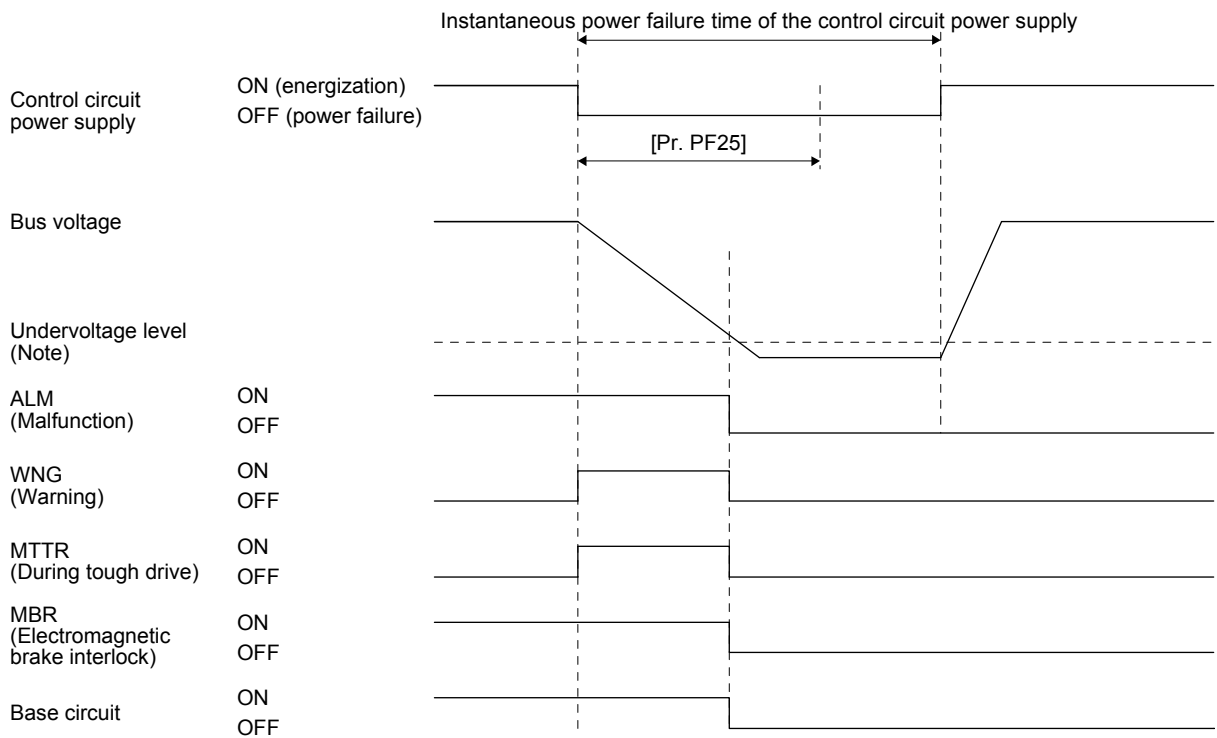 Instantaneous power failure time of the control circuit power supply
Control circuit
power supply
ON (energization)
OFF (power failure)
[Pr. PF25]
Bus voltage
Undervoltage level
(Note)
ALM
(Malfunction)
ON
OFF
WNG
(Warning)
ON
OFF
MTTR
(During tough drive)
ON
OFF
MBR
(Electromagnetic
brake interlock)
ON
OFF
Base circuit
ON
OFF